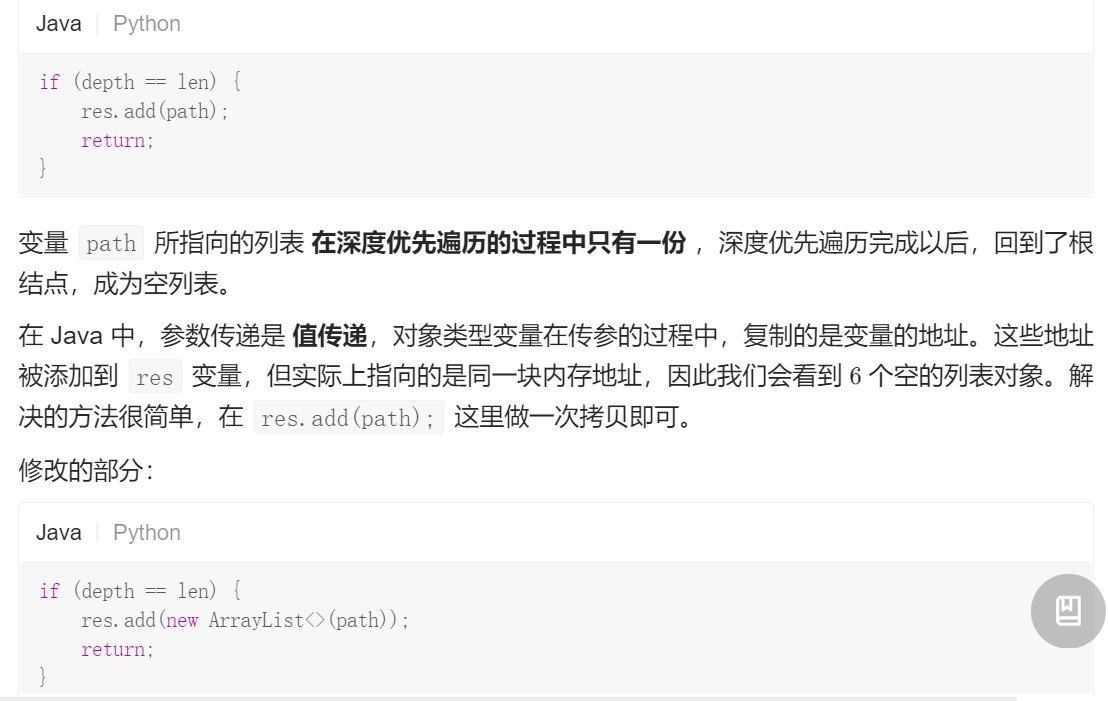 Java | Python
if (depth == len) {
    res.add(path);
    return;
}
变量 path 所指向的列表 在深度优先遍历的过程中只有一份 ，深度优先遍历完成以后，回到了根
结点，成为空列表。
在 Java 中，参数传递是 值传递，对象类型变量在传参的过程中，复制的是变量的地址。这些地址
被添加到 res 变量，但实际上指向的是同一块内存地址，因此我们会看到 6 个空的列表对象。解
决的方法很简单，在 res.add(path); 这里做一次拷贝即可。
修改的部分：
Java | Python
if (depth == len) {
    res.add(new ArrayList<>(path));
    return;
}